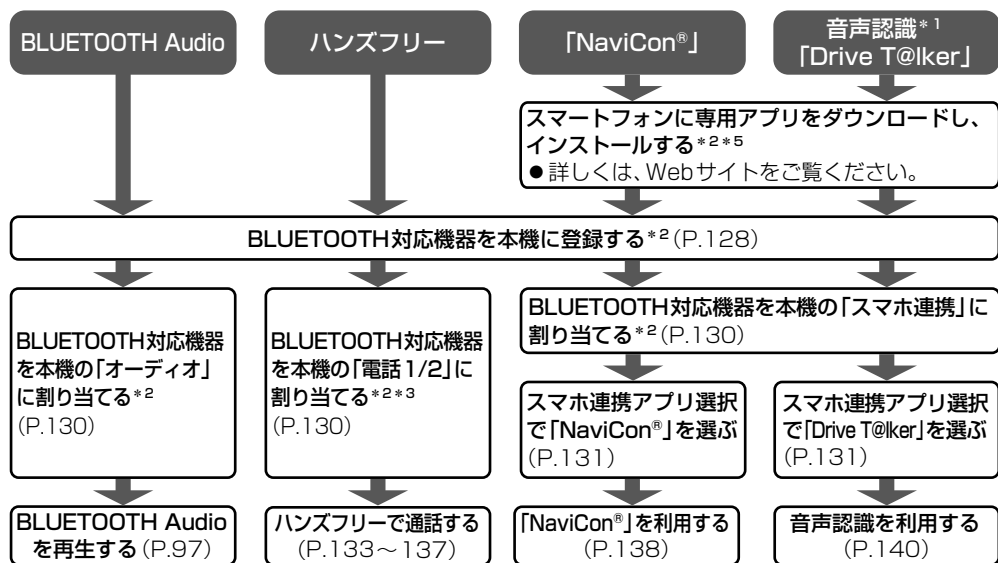 BLUETOOTH Audio
ハンズフリー
「NaviCon®」
音声認識*1
「Drive T@lker」
スマートフォンに専用アプリをダウンロードし、
インストールする*2*5
●詳しくは、Webサイトをご覧ください。
BLUETOOTH対応機器を本機に登録する*2(P.128)
BLUETOOTH対応機器
を本機の「オーディオ」
に割り当てる*2
(P.130)
BLUETOOTH対応機器
を本機の「電話1/2」に
割り当てる*2*3
(P.130)
BLUETOOTH対応機器を本機の「スマホ連携」に
割り当てる*2(P.130)
スマホ連携アプリ選択
で「NaviCon®」を選ぶ
(P.131)
スマホ連携アプリ選択
で「Drive T@lker」を選ぶ
(P.131)
BLUETOOTH Audio
を再生する(P.97)
ハンズフリーで通話する
(P.133~137)
「NaviCon®」を利用する
(P.138)
音声認識を利用する
(P.140)